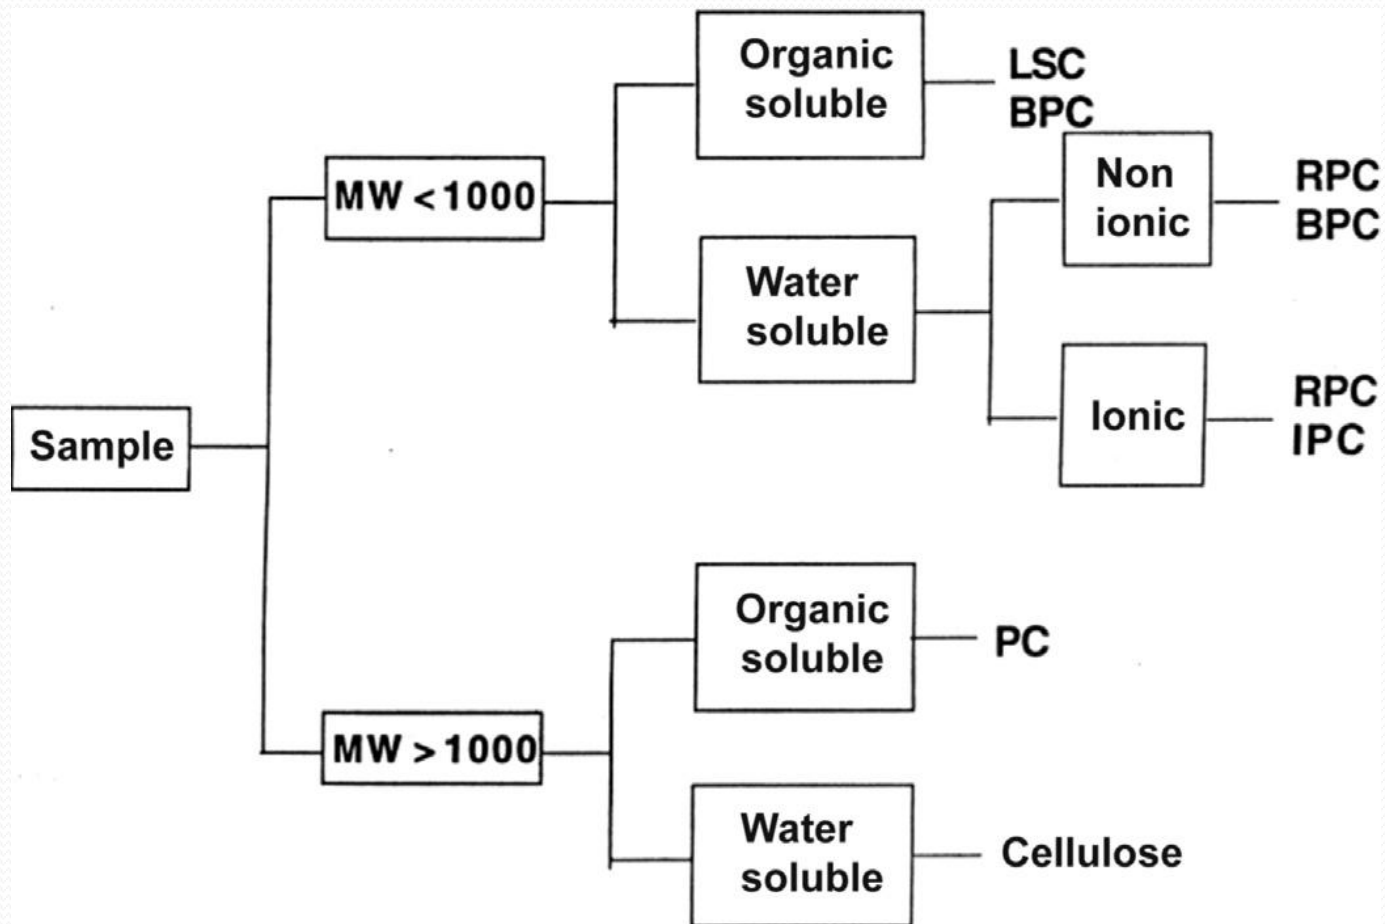 Organic
soluble
LSC
BPC
Non
ionic
RPC
BPC
MW < 1000
Water
soluble
Ionic
RPC
IPC
Sample
Organic
soluble
PC
MW > 1000
Water
soluble
Cellulose